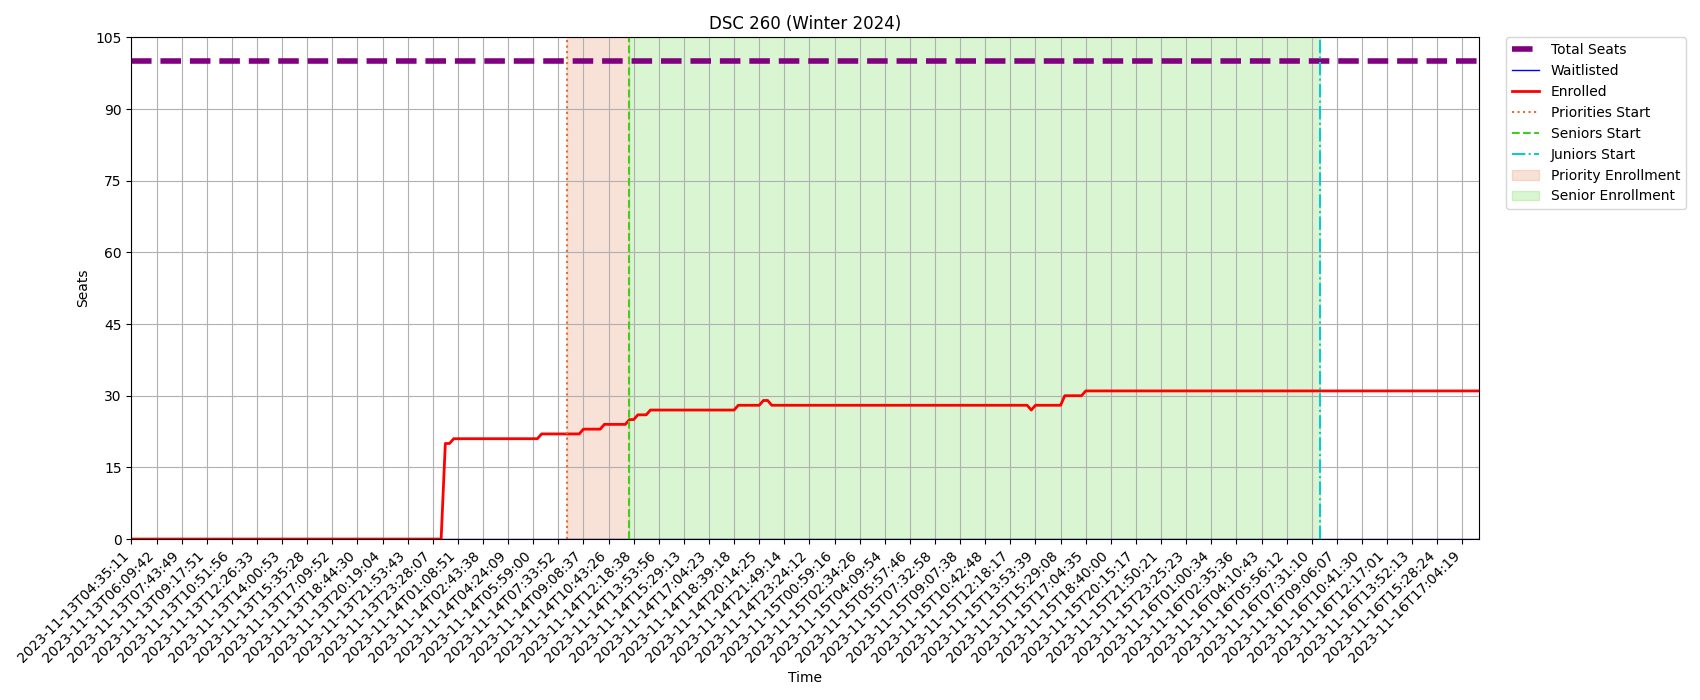 DSC 260 (Winter 2024)
105
90
75
60
45
30
15
0
Seats
2023-11-13T04:35:11
2023-11-13T06:09:42
2023-11-13T07:43:49
2023-11-13T09:17:51
2023-11-13T10:51:56
2023-11-13T12:26:33
2023-11-13T14:00:53
2023-11-13T15:35:28
2023-11-13T17:09:52
2023-11-13T18:44:30
2023-11-13T20:19:04
2023-11-13T21:53:43
2023-11-13T23:28:07
2023-11-14T01:08:51
2023-11-14T02:43:38
2023-11-14T04:24:09
2023-11-14T05:59:00
2023-11-14T07:33:52
2023-11-14T09:08:37
2023-11-14T10:43:26
2023-11-14T12:18:38
2023-11-14T13:53:56
2023-11-14T15:29:13
2023-11-14T17:04:23
2023-11-14T18:39:18
2023-11-14T20:14:25
2023-11-14T21:49:14
2023-11-14T23:24:12
2023-11-15T00:59:16
2023-11-15T02:34:26
2023-11-15T04:09:54
2023-11-15T05:57:46
2023-11-15T07:32:58
2023-11-15T09:07:38
2023-11-15T10:42:48
2023-11-15T12:18:17
2023-11-15T13:53:39
2023-11-15T15:29:08
2023-11-15T17:04:35
2023-11-15T18:40:00
2023-11-15T20:15:17
2023-11-15T21:50:21
2023-11-15T23:25:23
2023-11-16T01:00:34
2023-11-16T02:35:36
2023-11-16T04:10:43
2023-11-16T05:56:12
2023-11-16T07:31:10
2023-11-16T09:06:07
2023-11-16T10:41:30
2023-11-16T12:17:01
2023-11-16T13:52:13
2023-11-16T15:28:24
2023-11-16T17:04:19
Time
Total Seats
Waitlisted
Enrolled
Priorities Start
Seniors Start
Juniors Start
Priority Enrollment
Senior Enrollment